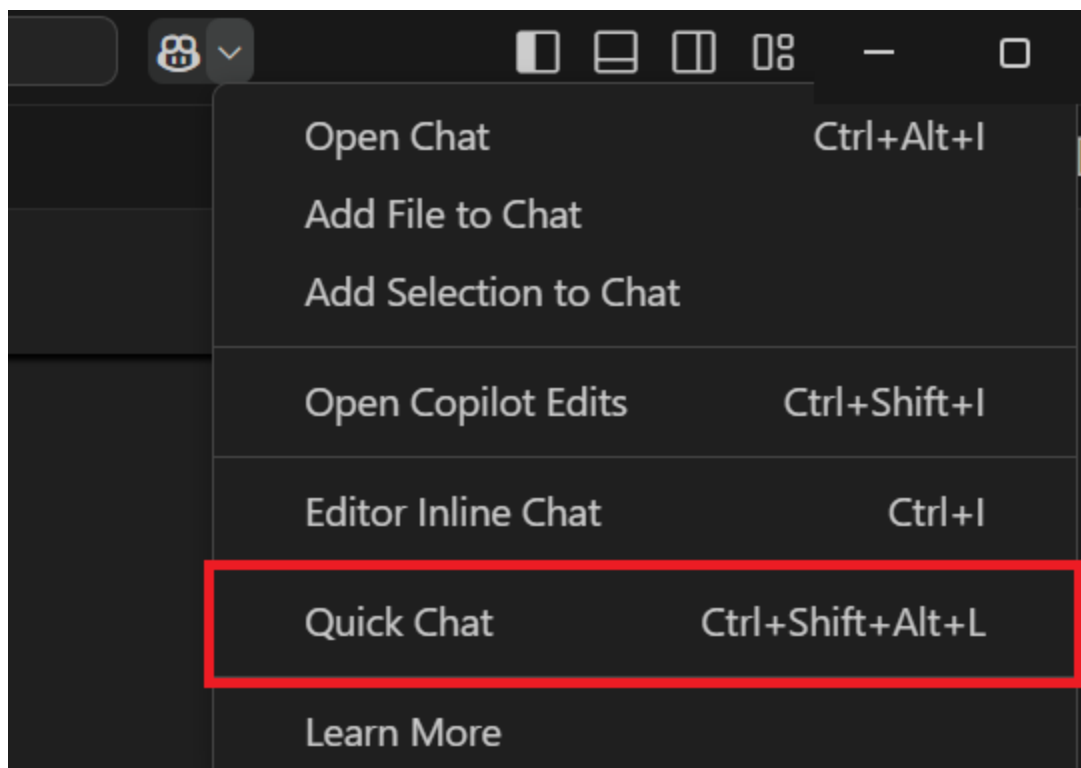 Open Chat Ctrl+Alt+I
Add File to Chat
Add Selection to Chat
Open Copilot Edits Ctrl+Shift+I
Editor Inline Chat Ctrl+I
Quick Chat Ctrl+Shift+Alt+L
Learn More